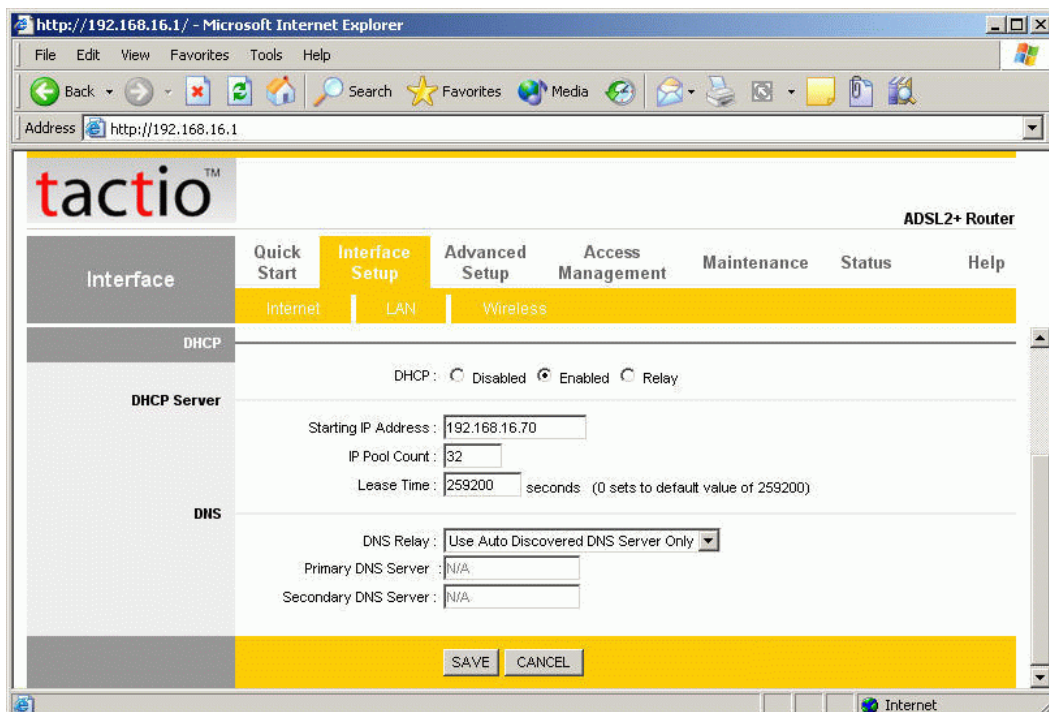 http://192.168.16.1/ - Microsoft Internet Explorer
File Edit View Favorites Tools Help
Back Search Favorites Media
Address http://192.168.16.1
tactio™
ADSL2+ Router
Interface
Quick Start
Interface Setup
Advanced Setup
Access Management
Maintenance
Status
Help
Internet LAN Wireless
DHCP
DHCP : Disabled Enabled Relay
DHCP Server
Starting IP Address : 192.168.16.70
IP Pool Count : 32
Lease Time : 259200 seconds (0 sets to default value of 259200)
DNS
DNS Relay : Use Auto Discovered DNS Server Only
Primary DNS Server : N/A
Secondary DNS Server : N/A
SAVE CANCEL
Internet